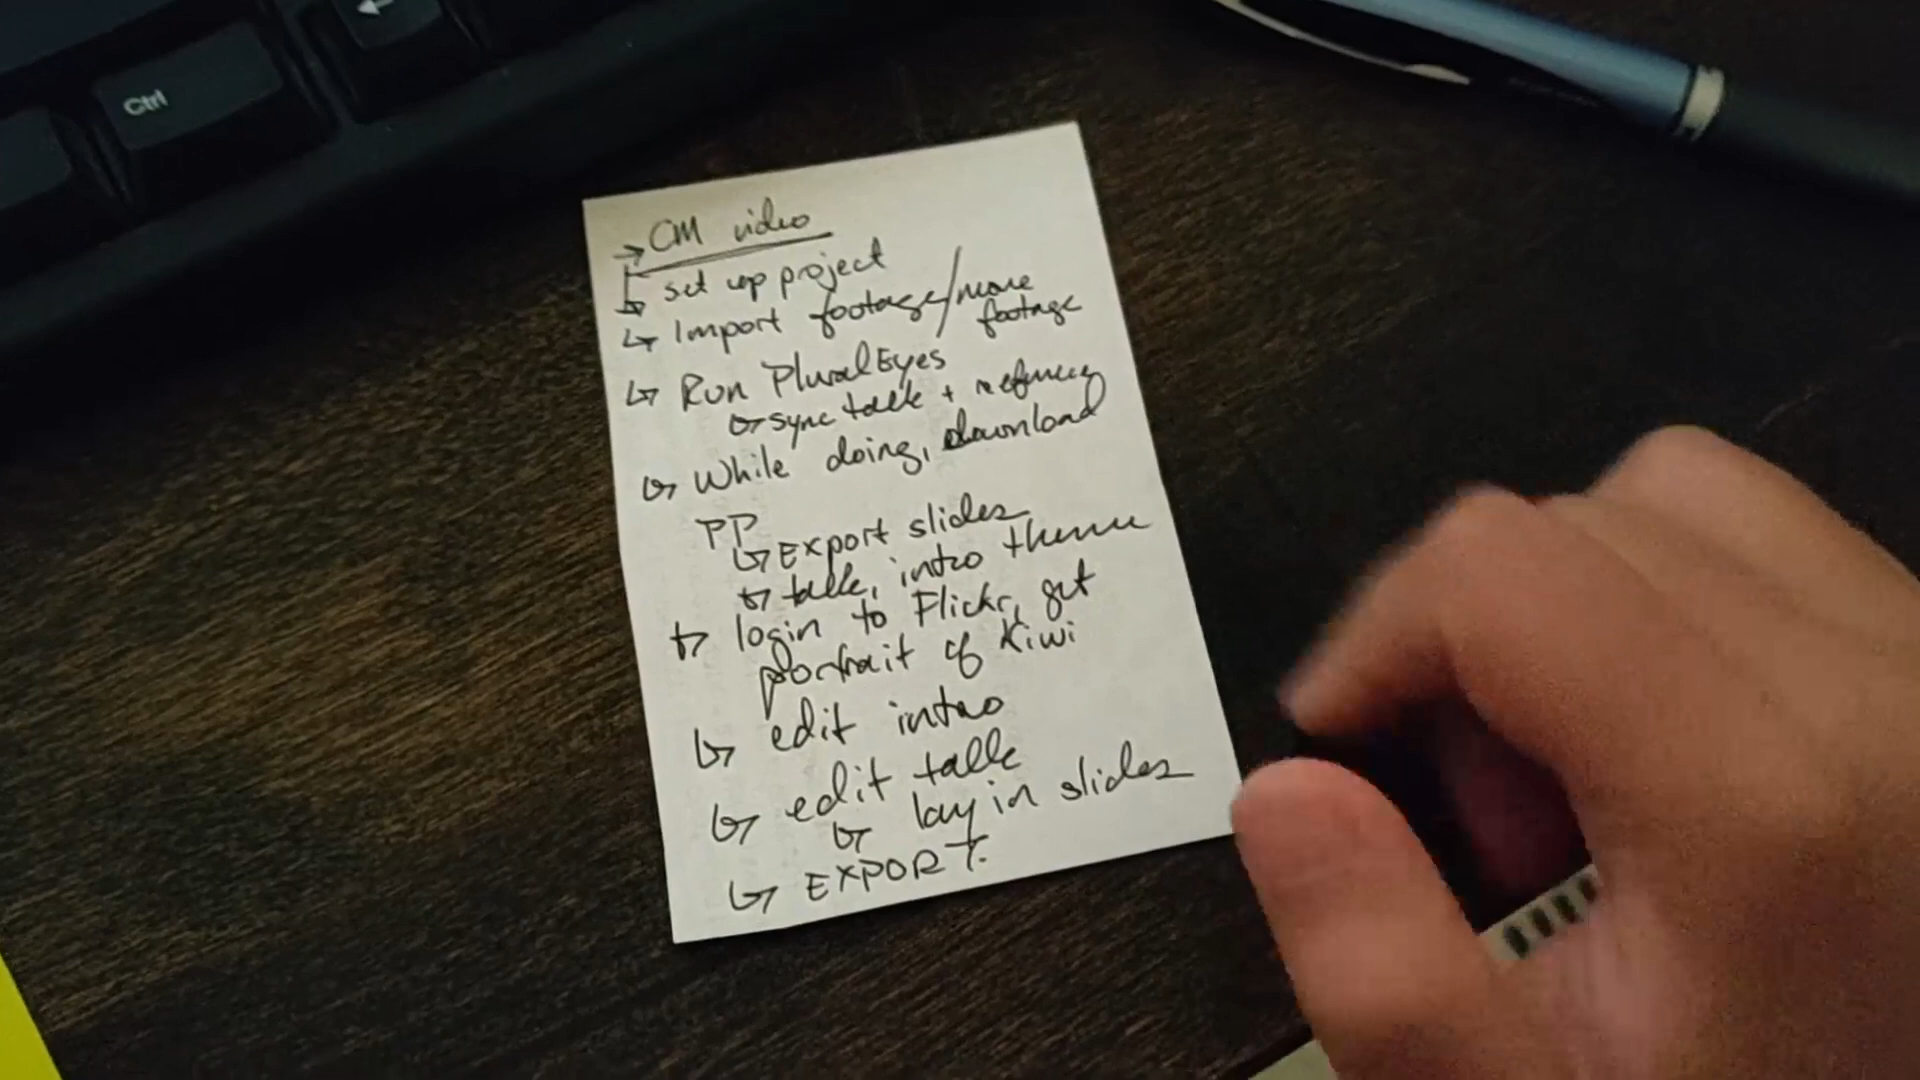 Ctrl
→ CM video
↳ set up project
↳ Import footage/more
footage
↳ Run PluralEyes
↳ sync talk +
↳ While doing, download
PP
↳ Export slides
↳ talk, intro theme
↳ login to Flickr, get
portrait of Kiwi
↳ edit intro
↳ edit talk
↳ lay in slides
↳ EXPORT.